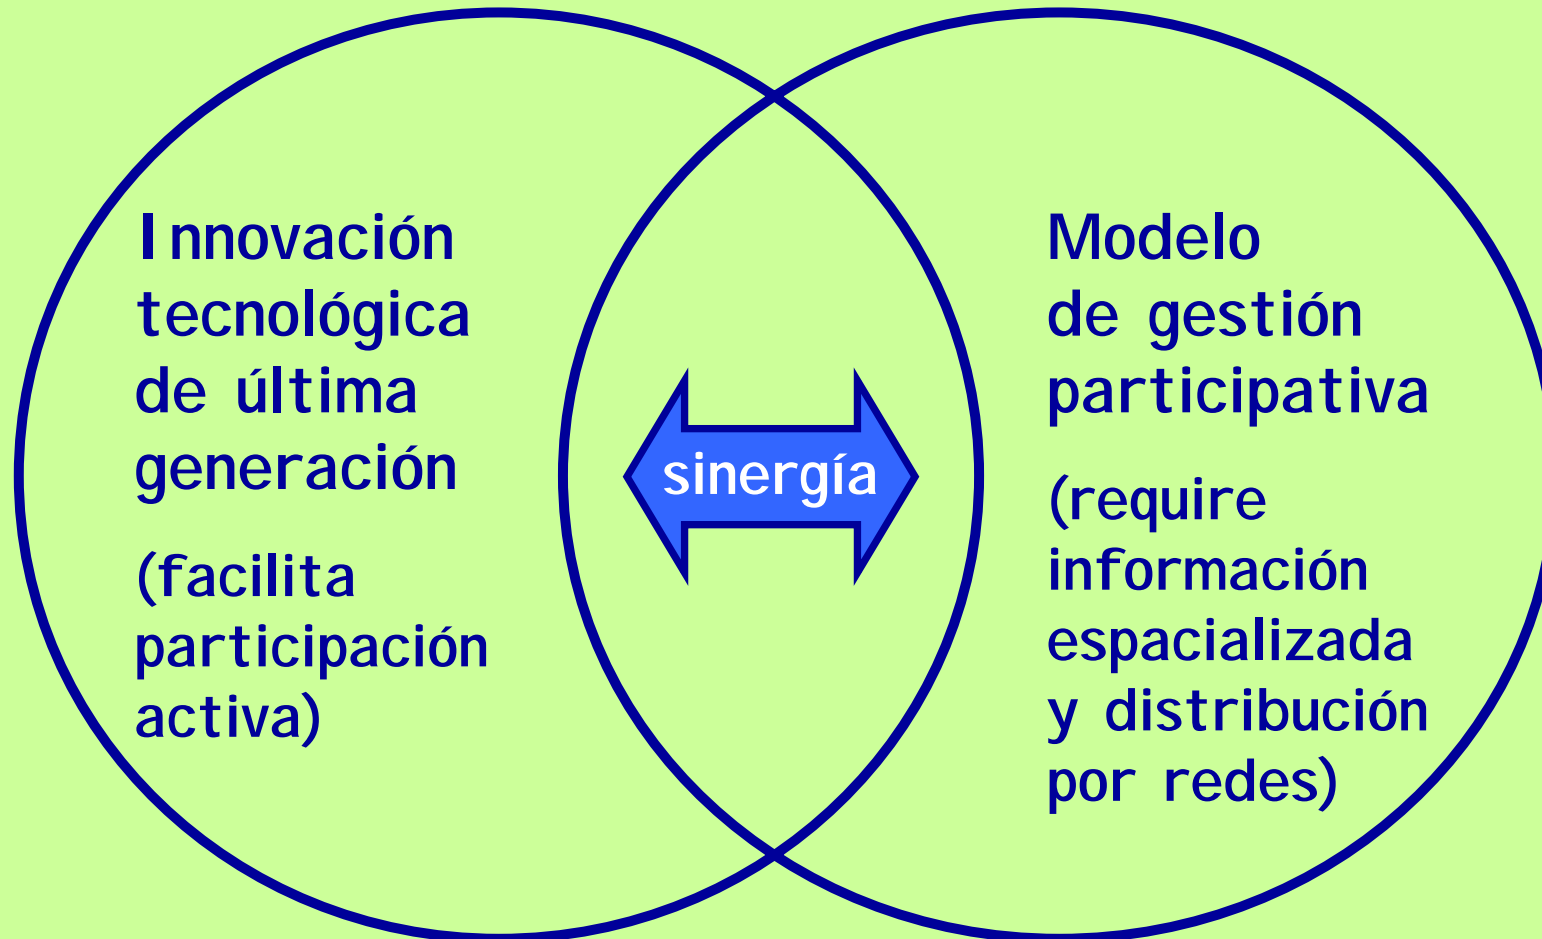 Innovación
tecnológica
de última
generación
(facilita
participación
activa)
sinergía
Modelo
de gestión
participativa
(require
información
espacializada
y distribución
por redes)